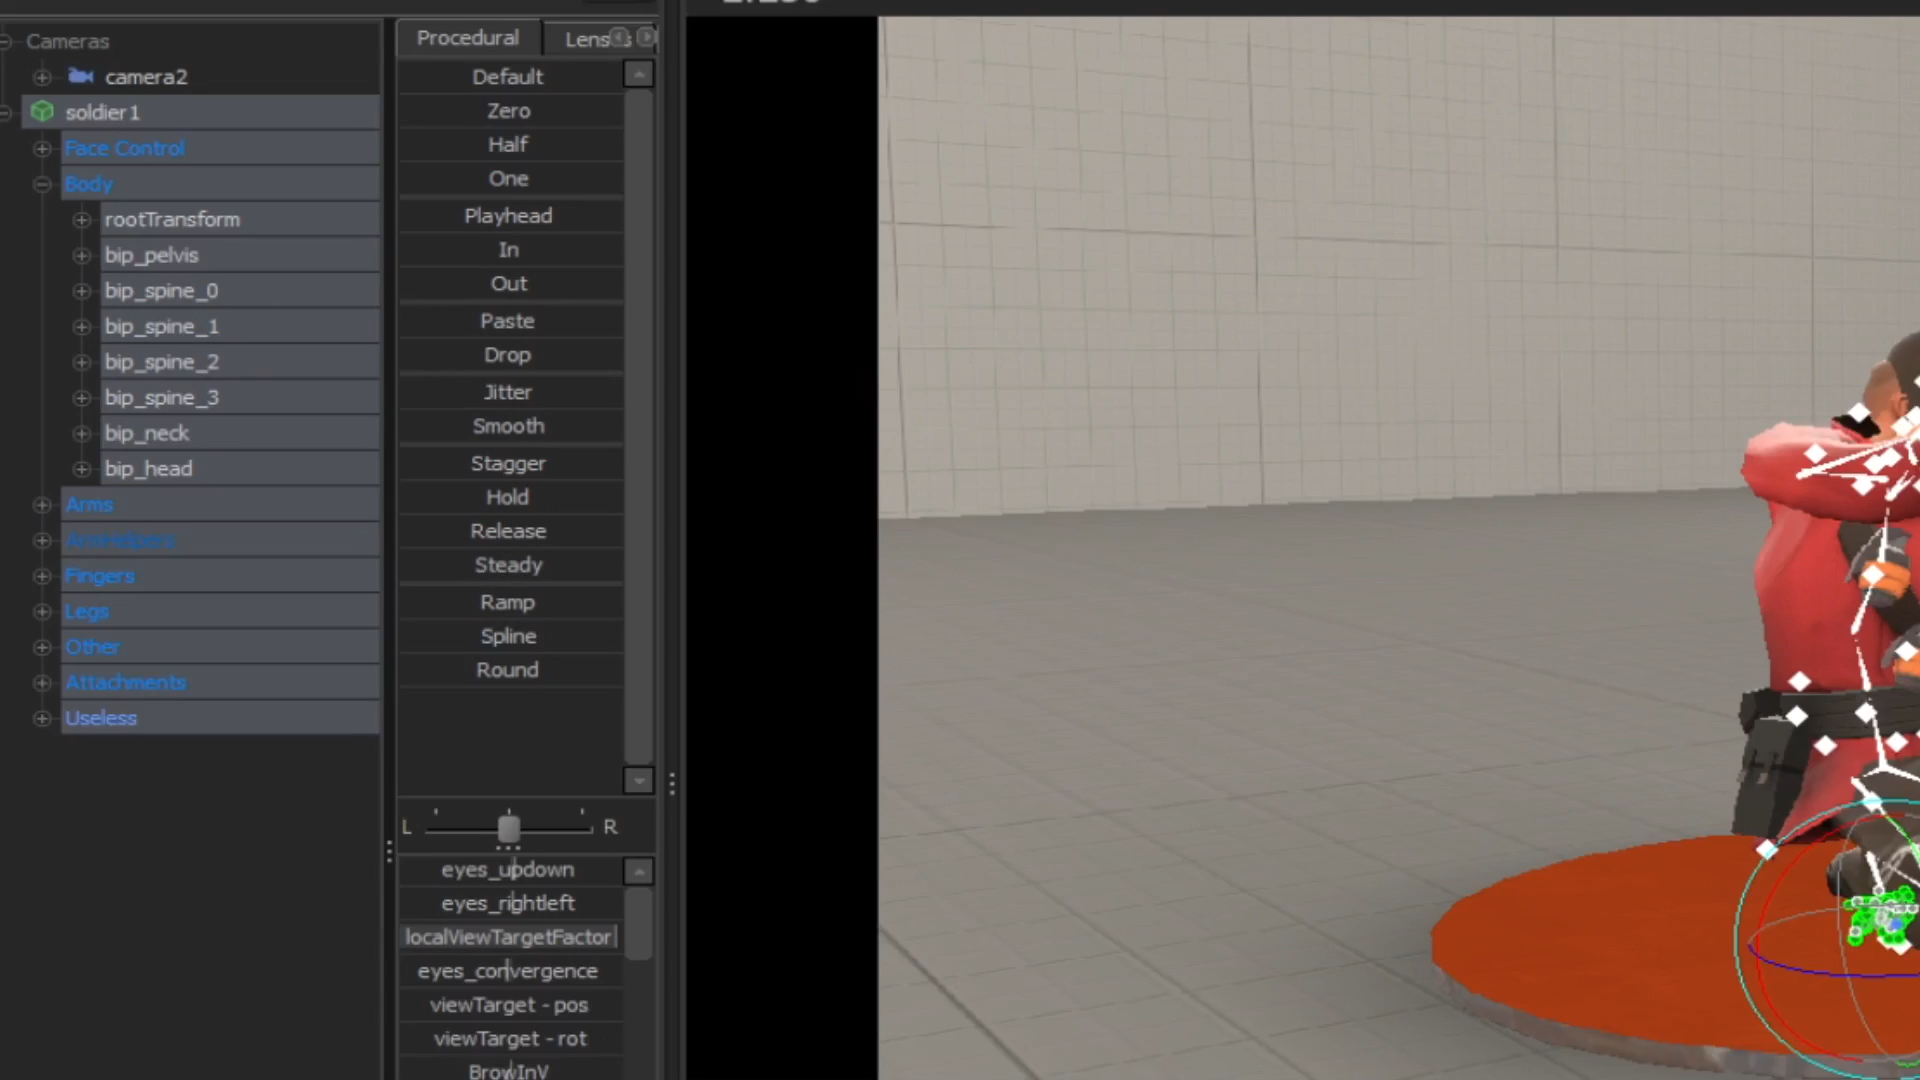 Cameras
camera2
soldier1
Face Control
Body
rootTransform
bip_pelvis
bip_spine_0
bip_spine_1
bip_spine_2
bip_spine_3
bip_neck
bip_head
Arms
Fingers
Legs
Other
Attachments
Useless
Procedural
Default
Zero
Half
One
Playhead
In
Out
Paste
Drop
Jitter
Smooth
Stagger
Hold
Release
Steady
Ramp
Spline
Round
L R
eyes_updown
eyes_rightleft
localViewTargetFactor
eyes_convergence
viewTarget - pos
viewTarget - rot
BrowInV